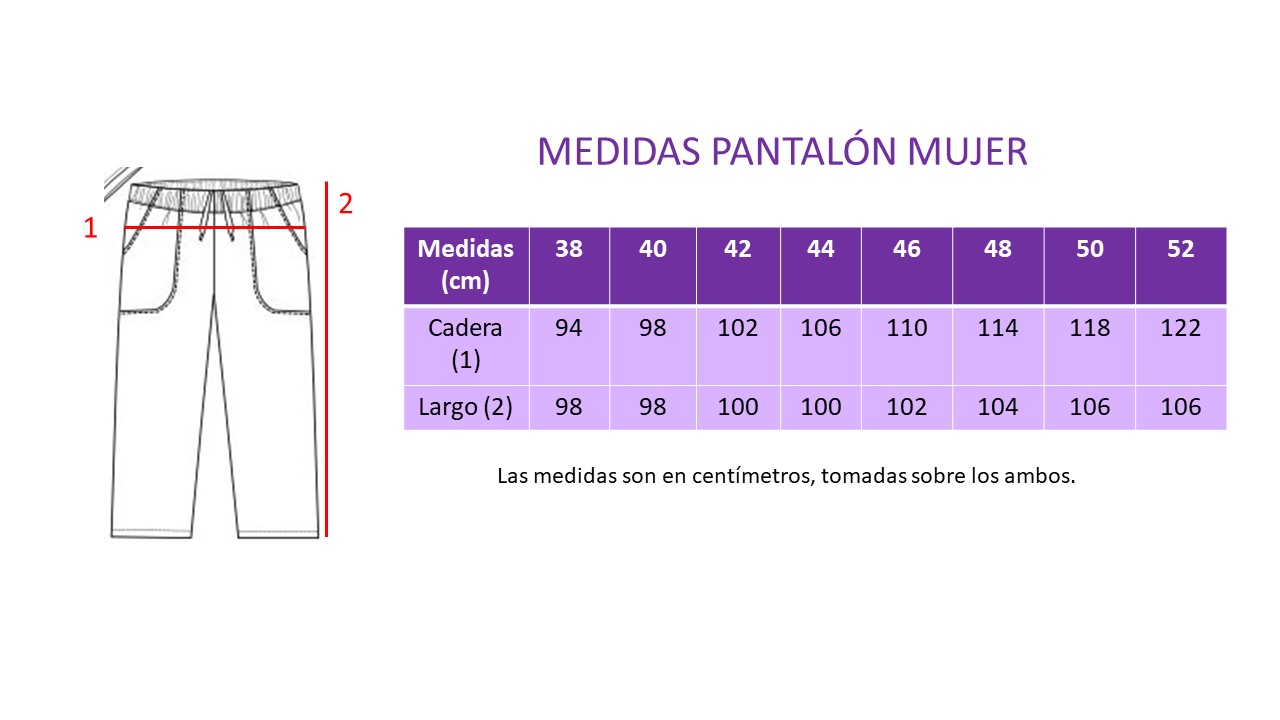 MEDIDAS PANTALÓN MUJER
1
2
Medidas (cm) 38 40 42 44 46 48 50 52
Cadera (1) 94 98 102 106 110 114 118 122
Largo (2) 98 98 100 100 102 104 106 106
Las medidas son en centímetros, tomadas sobre los ambos.